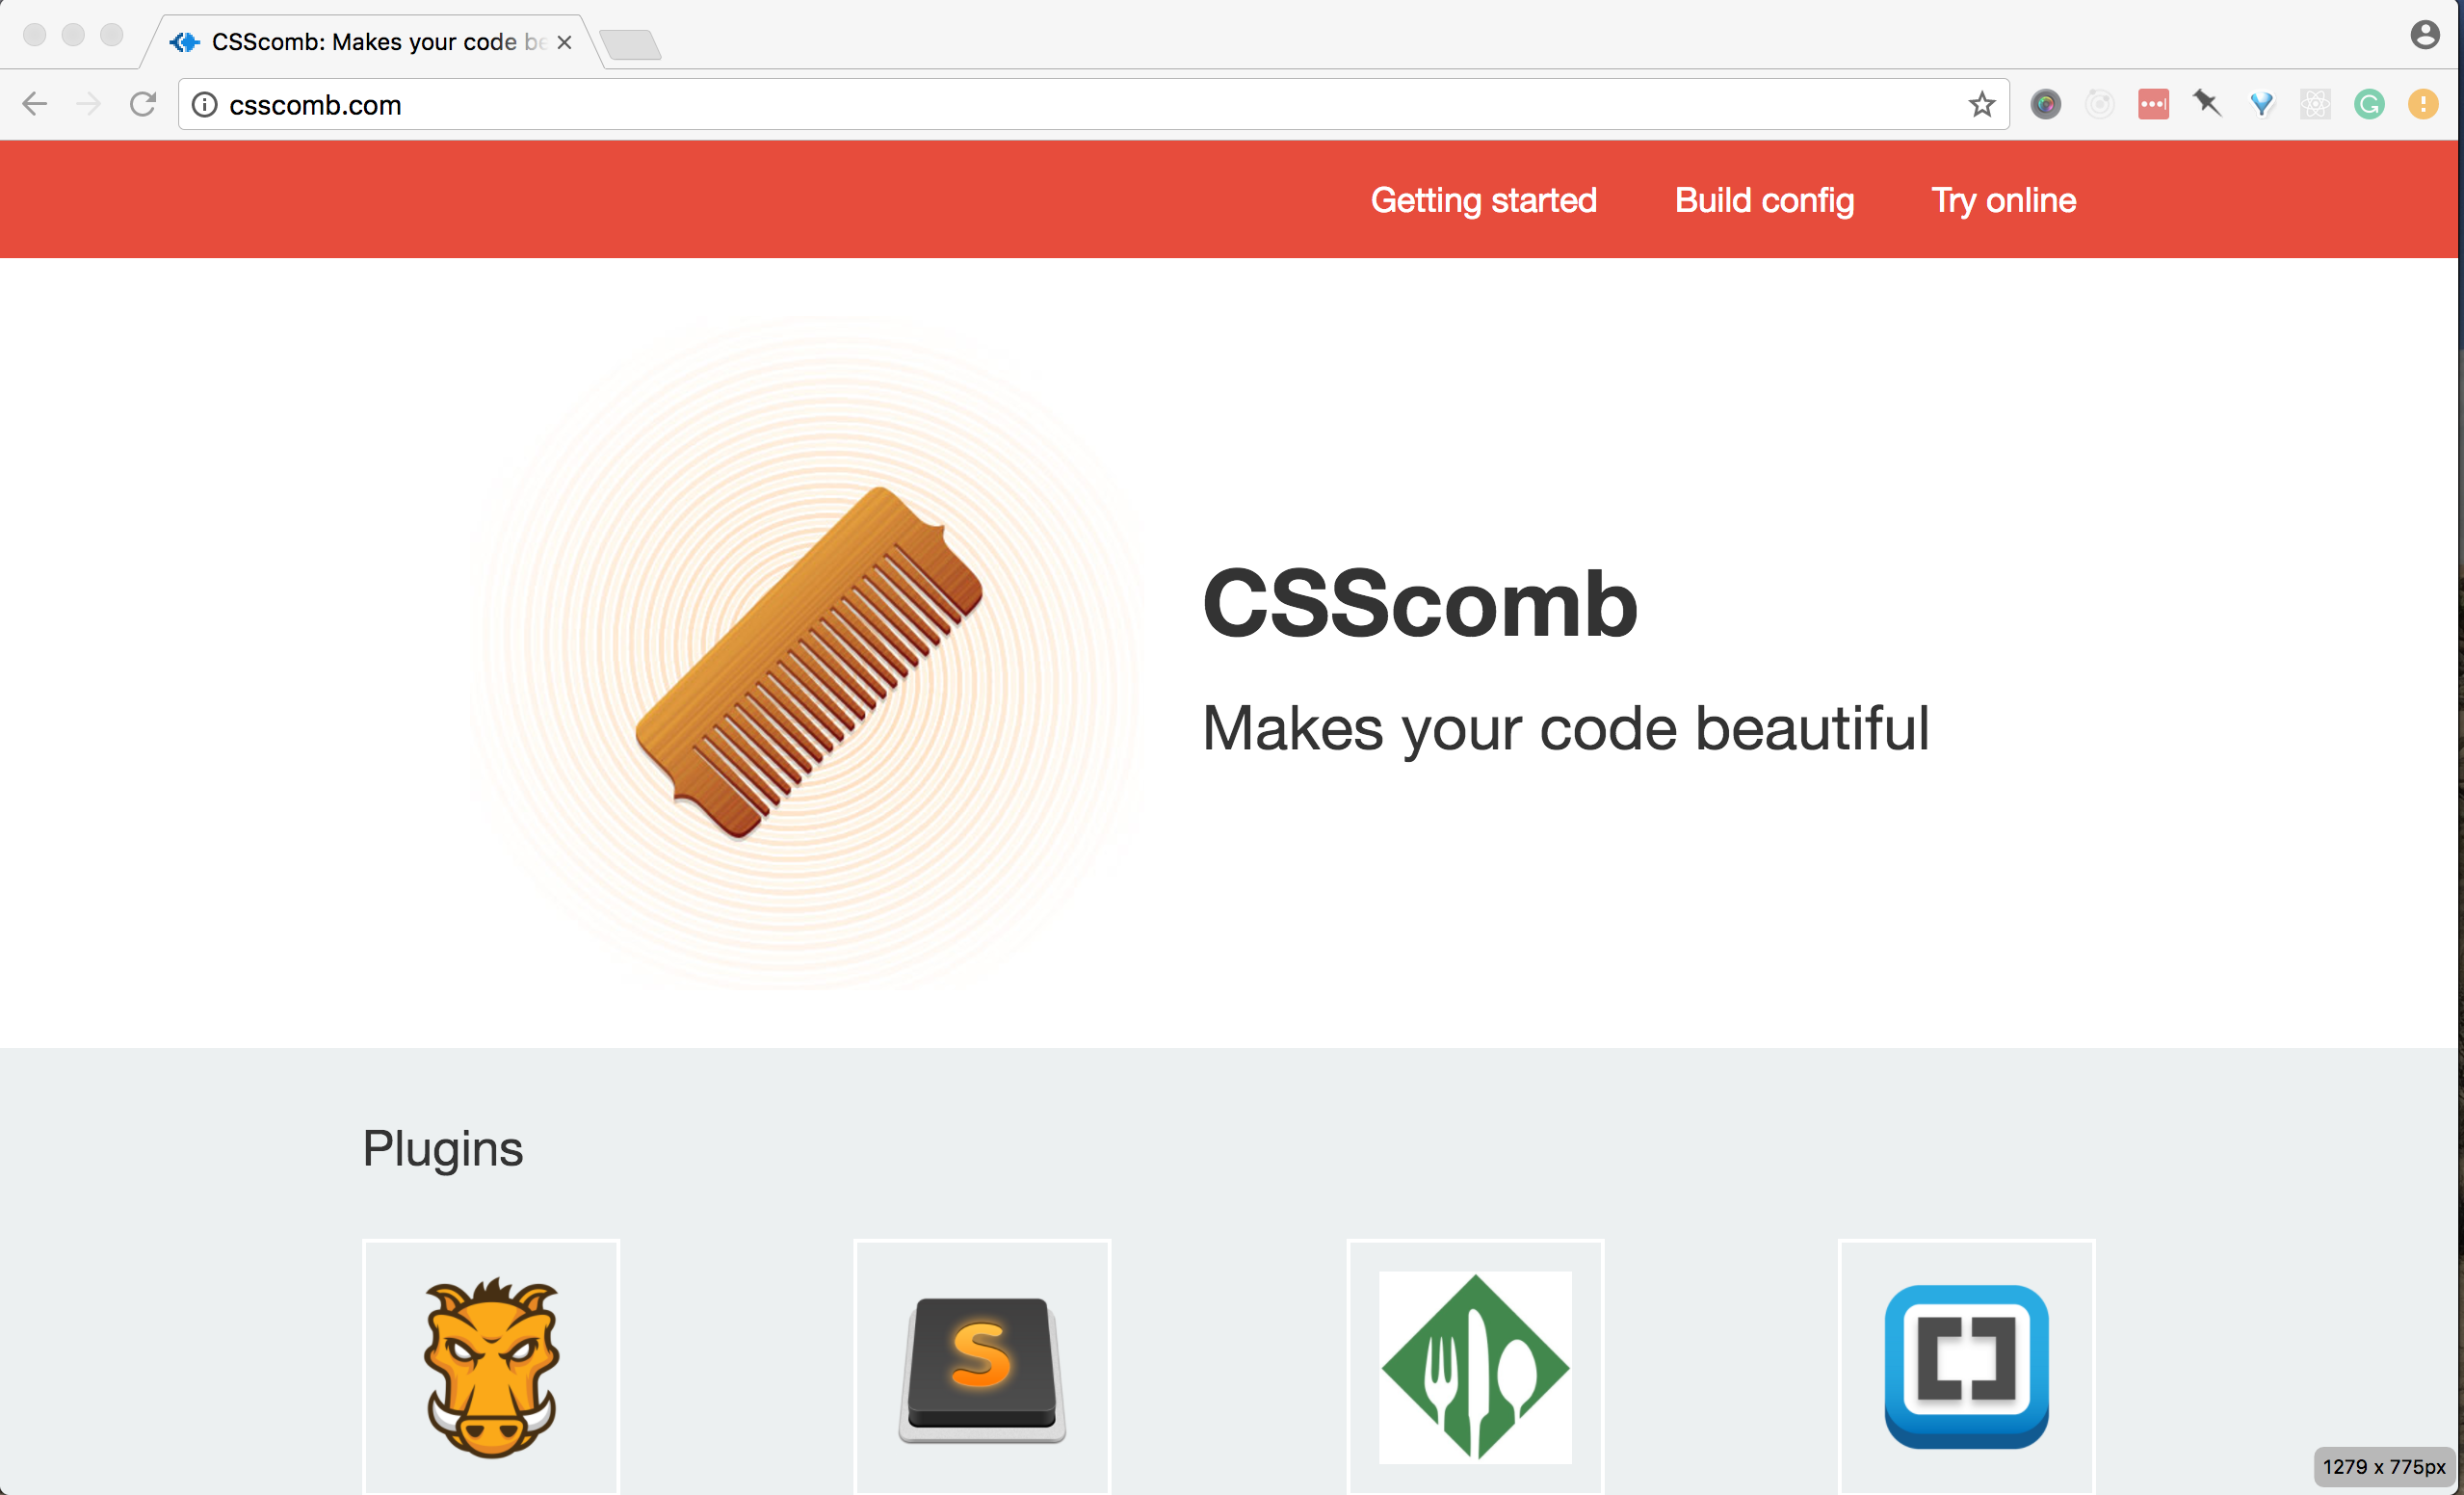 CSScomb: Makes your code be
csscomb.com
Getting started
Build config
Try online
CSScomb
Makes your code beautiful
Plugins
S
1279 x 775px